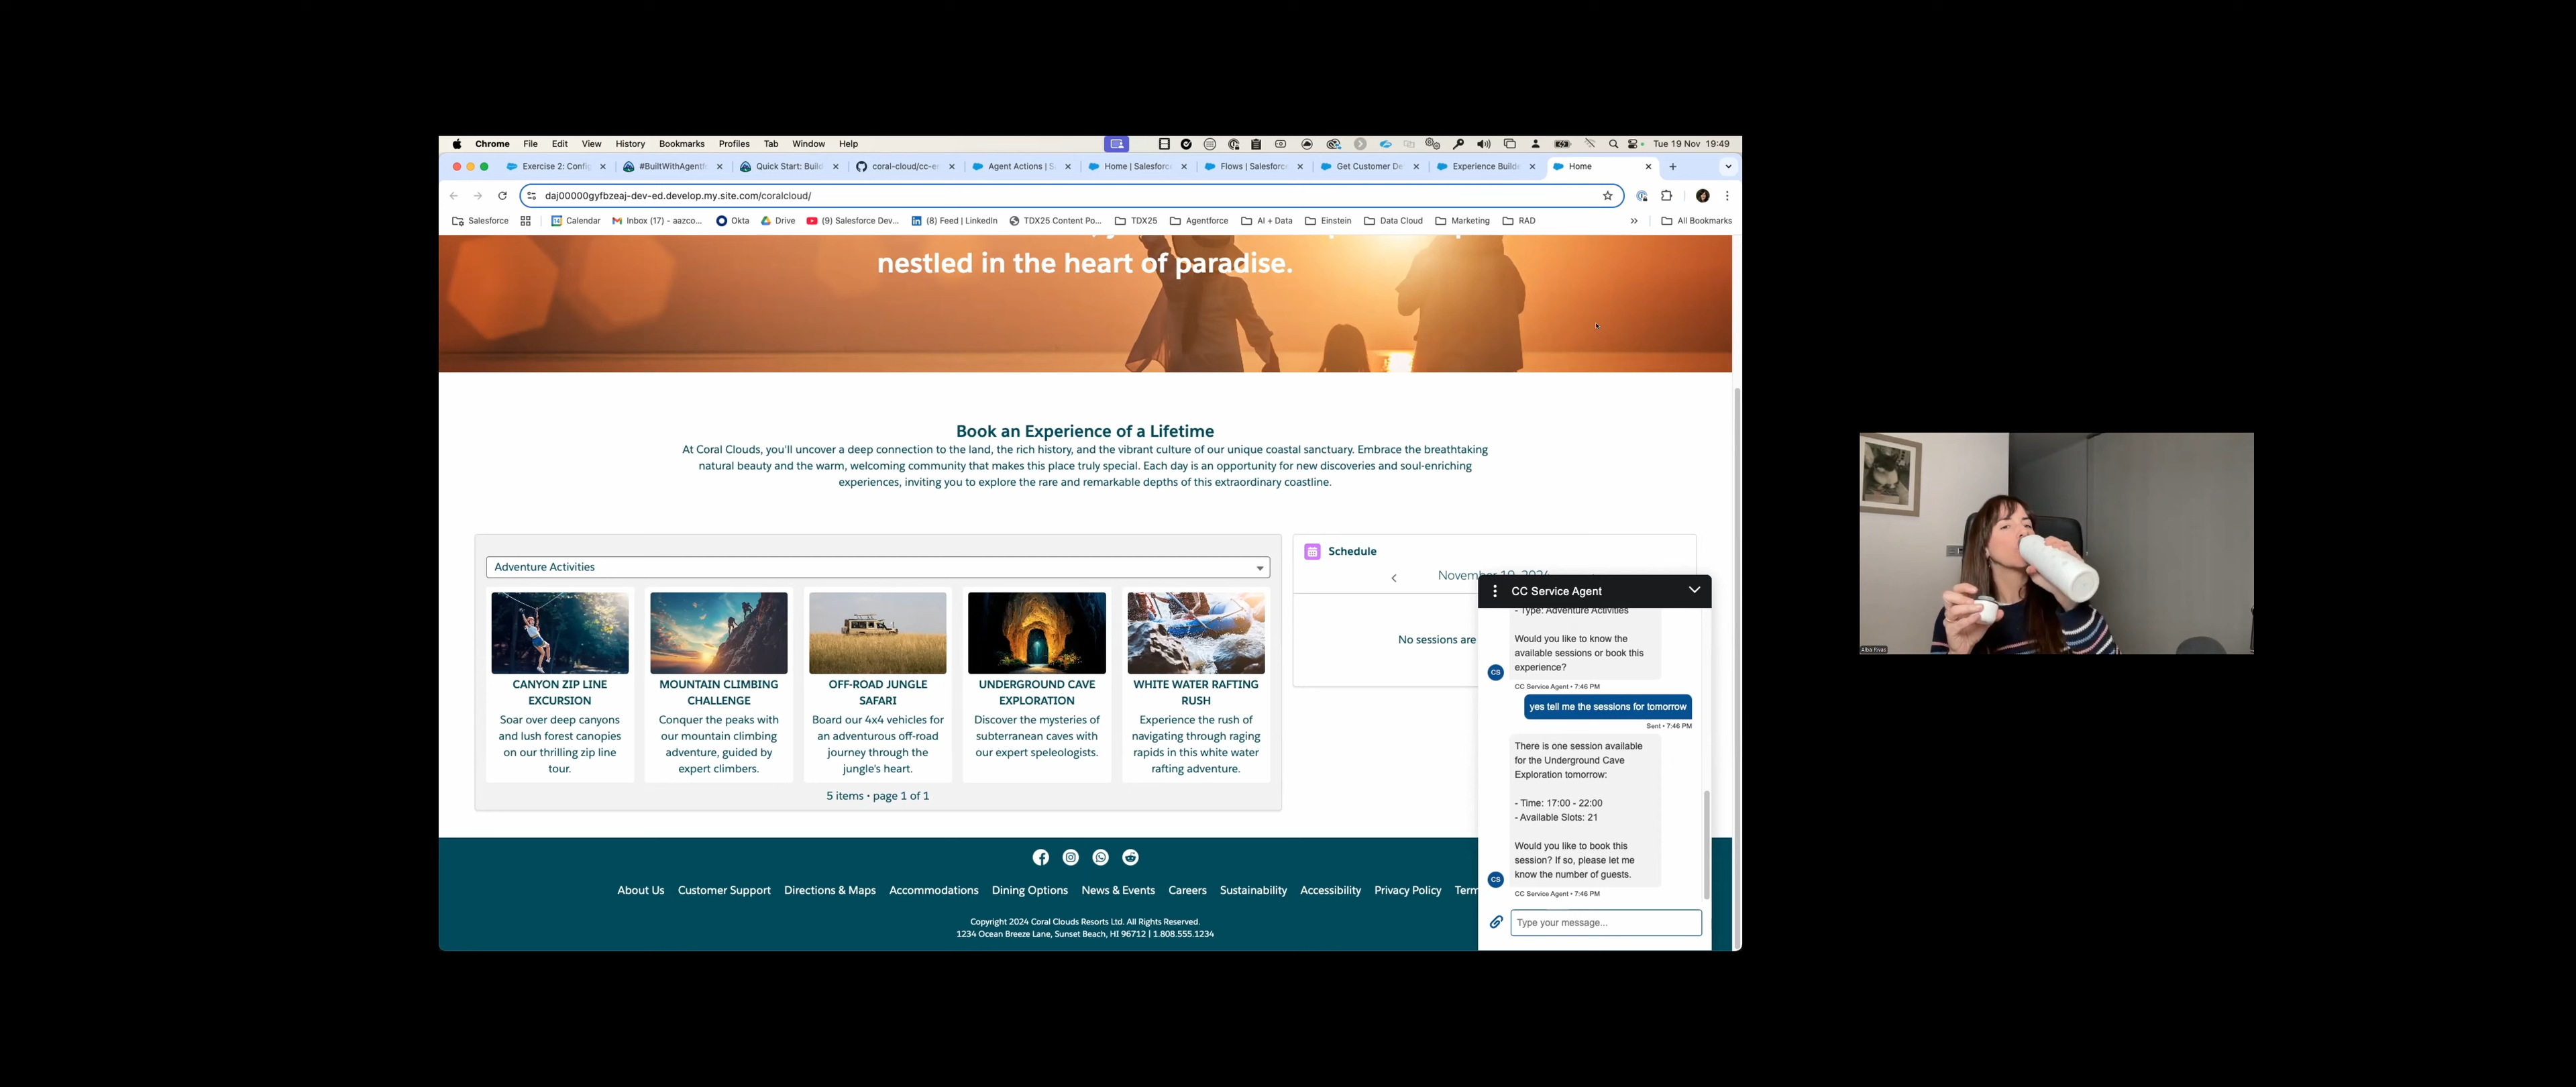 Chrome File Edit View History Bookmarks Profiles Tab Window Help Tue 19 Nov 19:49
Exercise 2: Config #BuiltWithAgentf Quick Start: Build coral-cloud/cc-e Agent Actions | S Home | Salesforc Flows | Salesforc Get Customer De Experience Builde Home
daj00000gyfbzeaj-dev-ed.develop.my.site.com/coralcloud/
Salesforce Calendar Inbox (17) - aazco... Okta Drive (9) Salesforce Dev... (8) Feed | LinkedIn TDX25 Content Po... TDX25 Agentforce AI + Data Einstein Data Cloud Marketing RAD » All Bookmarks
nestled in the heart of paradise.
Book an Experience of a Lifetime
At Coral Clouds, you'll uncover a deep connection to the land, the rich history, and the vibrant culture of our unique coastal sanctuary. Embrace the breathtaking
natural beauty and the warm, welcoming community that makes this place truly special. Each day is an opportunity for new discoveries and soul-enriching
experiences, inviting you to explore the rare and remarkable depths of this extraordinary coastline.
Adventure Activities
CANYON ZIP LINE
EXCURSION
Soar over deep canyons
and lush forest canopies
on our thrilling zip line
tour.
MOUNTAIN CLIMBING
CHALLENGE
Conquer the peaks with
our mountain climbing
adventure, guided by
expert climbers.
OFF-ROAD JUNGLE
SAFARI
Board our 4x4 vehicles for
an adventurous off-road
journey through the
jungle's heart.
UNDERGROUND CAVE
EXPLORATION
Discover the mysteries of
subterranean caves with
our expert speleologists.
WHITE WATER RAFTING
RUSH
Experience the rush of
navigating through raging
rapids in this white water
rafting adventure.
5 items • page 1 of 1
Schedule
November 19, 2024
No sessions are
CC Service Agent
- Type: Adventure Activities
Would you like to know the
available sessions or book this
experience?
CS
CC Service Agent • 7:46 PM
yes tell me the sessions for tomorrow
Sent • 7:46 PM
There is one session available
for the Underground Cave
Exploration tomorrow:
- Time: 17:00 - 22:00
- Available Slots: 21
Would you like to book this
session? If so, please let me
know the number of guests.
CS
CC Service Agent • 7:46 PM
Type your message...
About Us Customer Support Directions & Maps Accommodations Dining Options News & Events Careers Sustainability Accessibility Privacy Policy Term
Copyright 2024 Coral Clouds Resorts Ltd. All Rights Reserved.
1234 Ocean Breeze Lane, Sunset Beach, HI 96712 | 1.808.555.1234
Alba Rivas